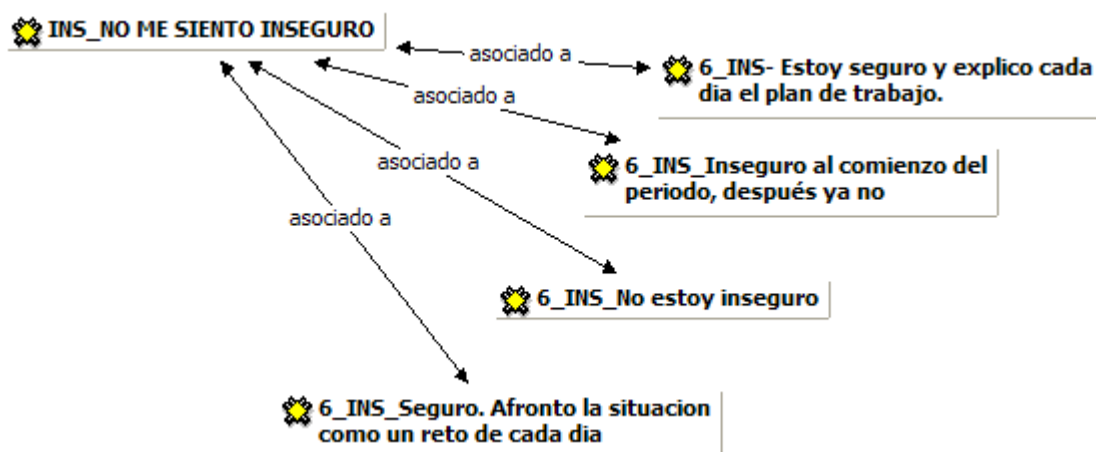 INS_NO ME SIENTO INSEGURO
asociado a
6_INS- Estoy seguro y explico cada
dia el plan de trabajo.
asociado a
6_INS_Inseguro al comienzo del
periodo, después ya no
asociado a
asociado a
6_INS_No estoy inseguro
6_INS_Seguro. Afronto la situacion
como un reto de cada dia